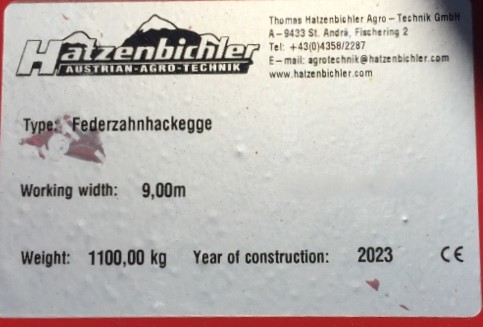 Hatzenbichler
AUSTRIAN-AGRO-TECHNIK
Thomas Hatzenbichler Agro - Technik GmbH
A - 9433 St. Andrä, Fischering 2
Tel: +43(0)4358/2287
E - mail: agrotechnik@hatzenbichler.com
www.hatzenbichler.com
Type: Federzahnhackegge
Working width: 9,00m
Weight: 1100,00 kg Year of construction: 2023 CE